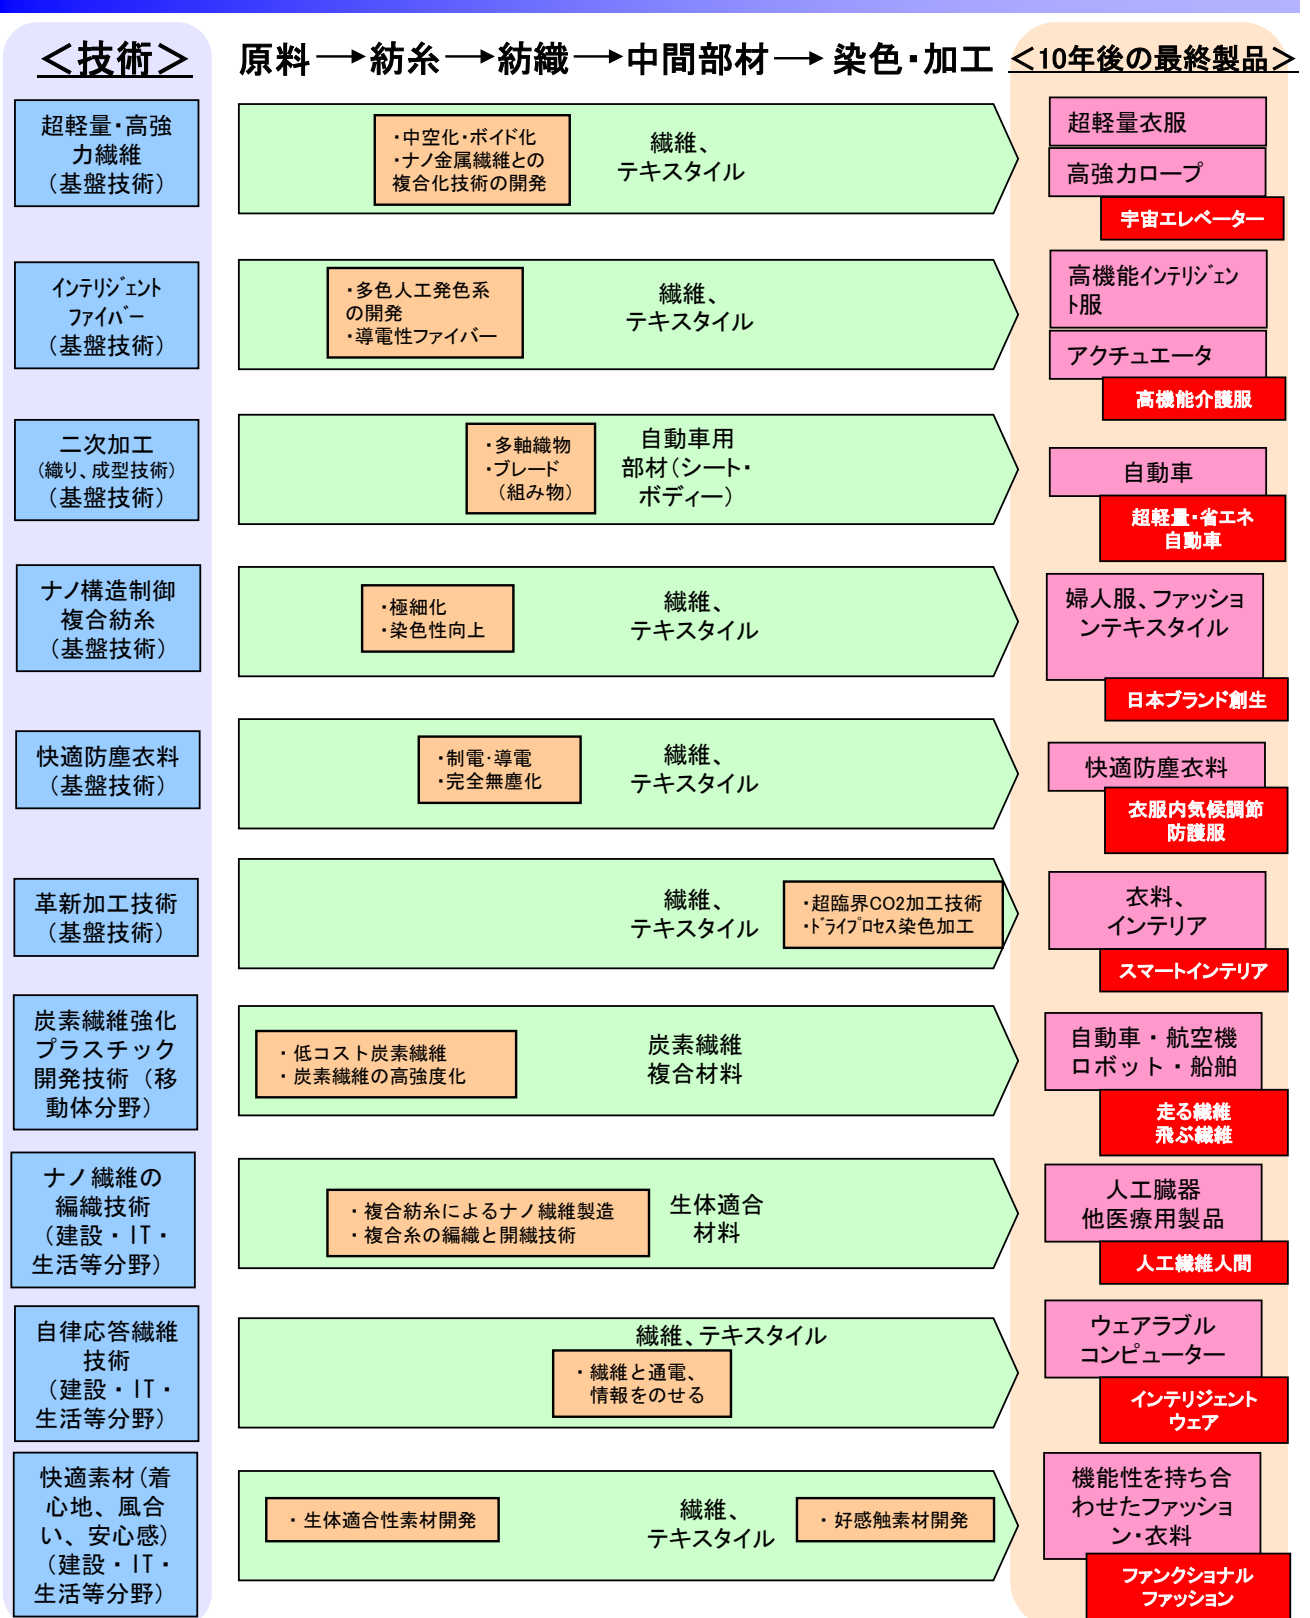 ＜技術＞
原料→紡糸→紡織→中間部材→染色・加工
＜10年後の最終製品＞
超軽量・高強
力繊維
（基盤技術）
・中空化・ボイド化
・ナノ金属繊維との
複合化技術の開発
繊維、
テキスタイル
超軽量衣服
高強力ロープ
宇宙エレベーター
インテリジェント
ファイバー
（基盤技術）
・多色人工発色系
の開発
・導電性ファイバー
繊維、
テキスタイル
高機能インテリジェン
ト服
アクチュエータ
高機能介護服
二次加工
（織り、成型技術）
（基盤技術）
・多軸織物
・ブレード
（組み物）
自動車用
部材（シート・
ボディー）
自動車
超軽量・省エネ
自動車
ナノ構造制御
複合紡糸
（基盤技術）
・極細化
・染色性向上
繊維、
テキスタイル
婦人服、ファッショ
ンテキスタイル
日本ブランド創生
快適防塵衣料
（基盤技術）
・制電・導電
・完全無塵化
繊維、
テキスタイル
快適防塵衣料
衣服内気候調節
防護服
革新加工技術
（基盤技術）
繊維、
テキスタイル
・超臨界CO2加工技術
・ドライプロセス染色加工
衣料、
インテリア
スマートインテリア
炭素繊維強化
プラスチック
開発技術（移
動体分野）
・低コスト炭素繊維
・炭素繊維の高強度化
炭素繊維
複合材料
自動車・航空機
ロボット・船舶
走る繊維
飛ぶ繊維
ナノ繊維の
編織技術
（建設・IT・
生活等分野）
・複合紡糸によるナノ繊維製造
・複合糸の編織と開繊技術
生体適合
材料
人工臓器
他医療用製品
人工繊維人間
自律応答繊維
技術
（建設・IT・
生活等分野）
繊維、テキスタイル
・繊維と通電、
情報をのせる
ウェアラブル
コンピューター
インテリジェント
ウェア
快適素材（着
心地、風合
い、安心感）
（建設・IT・
生活等分野）
・生体適合性素材開発
繊維、
テキスタイル
・好感触素材開発
機能性を持ち合
わせたファッショ
ン・衣料
ファンクショナル
ファッション